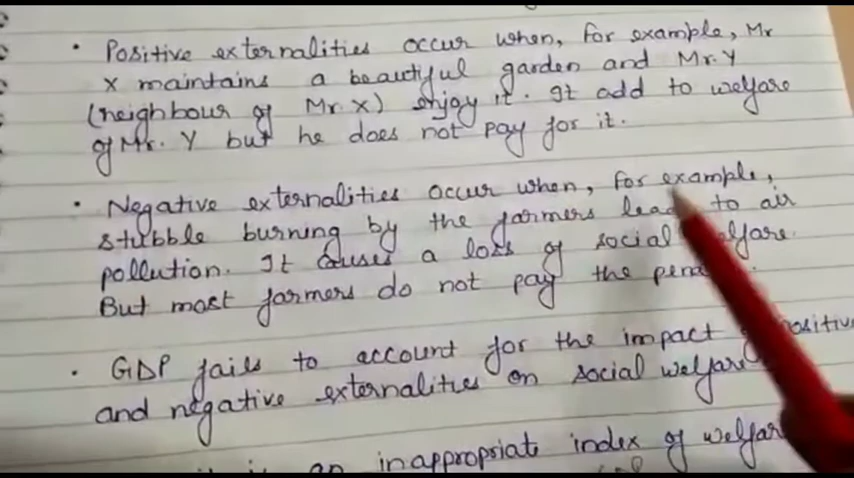 • Positive externalities occur when, for example, Mr
X maintains a beautiful garden and Mr. Y
(neighbour of Mr. X) enjoy it. It add to welfare
of Mr. Y but he does not pay for it.
• Negative externalities occur when, for example,
stubble burning by the farmers lead to air
pollution. It causes a loss of social welfare.
But most farmers do not pay the
• GDP fails to account for the impact positive
and negative externalities on social welfare
an inappropriate index of welfar